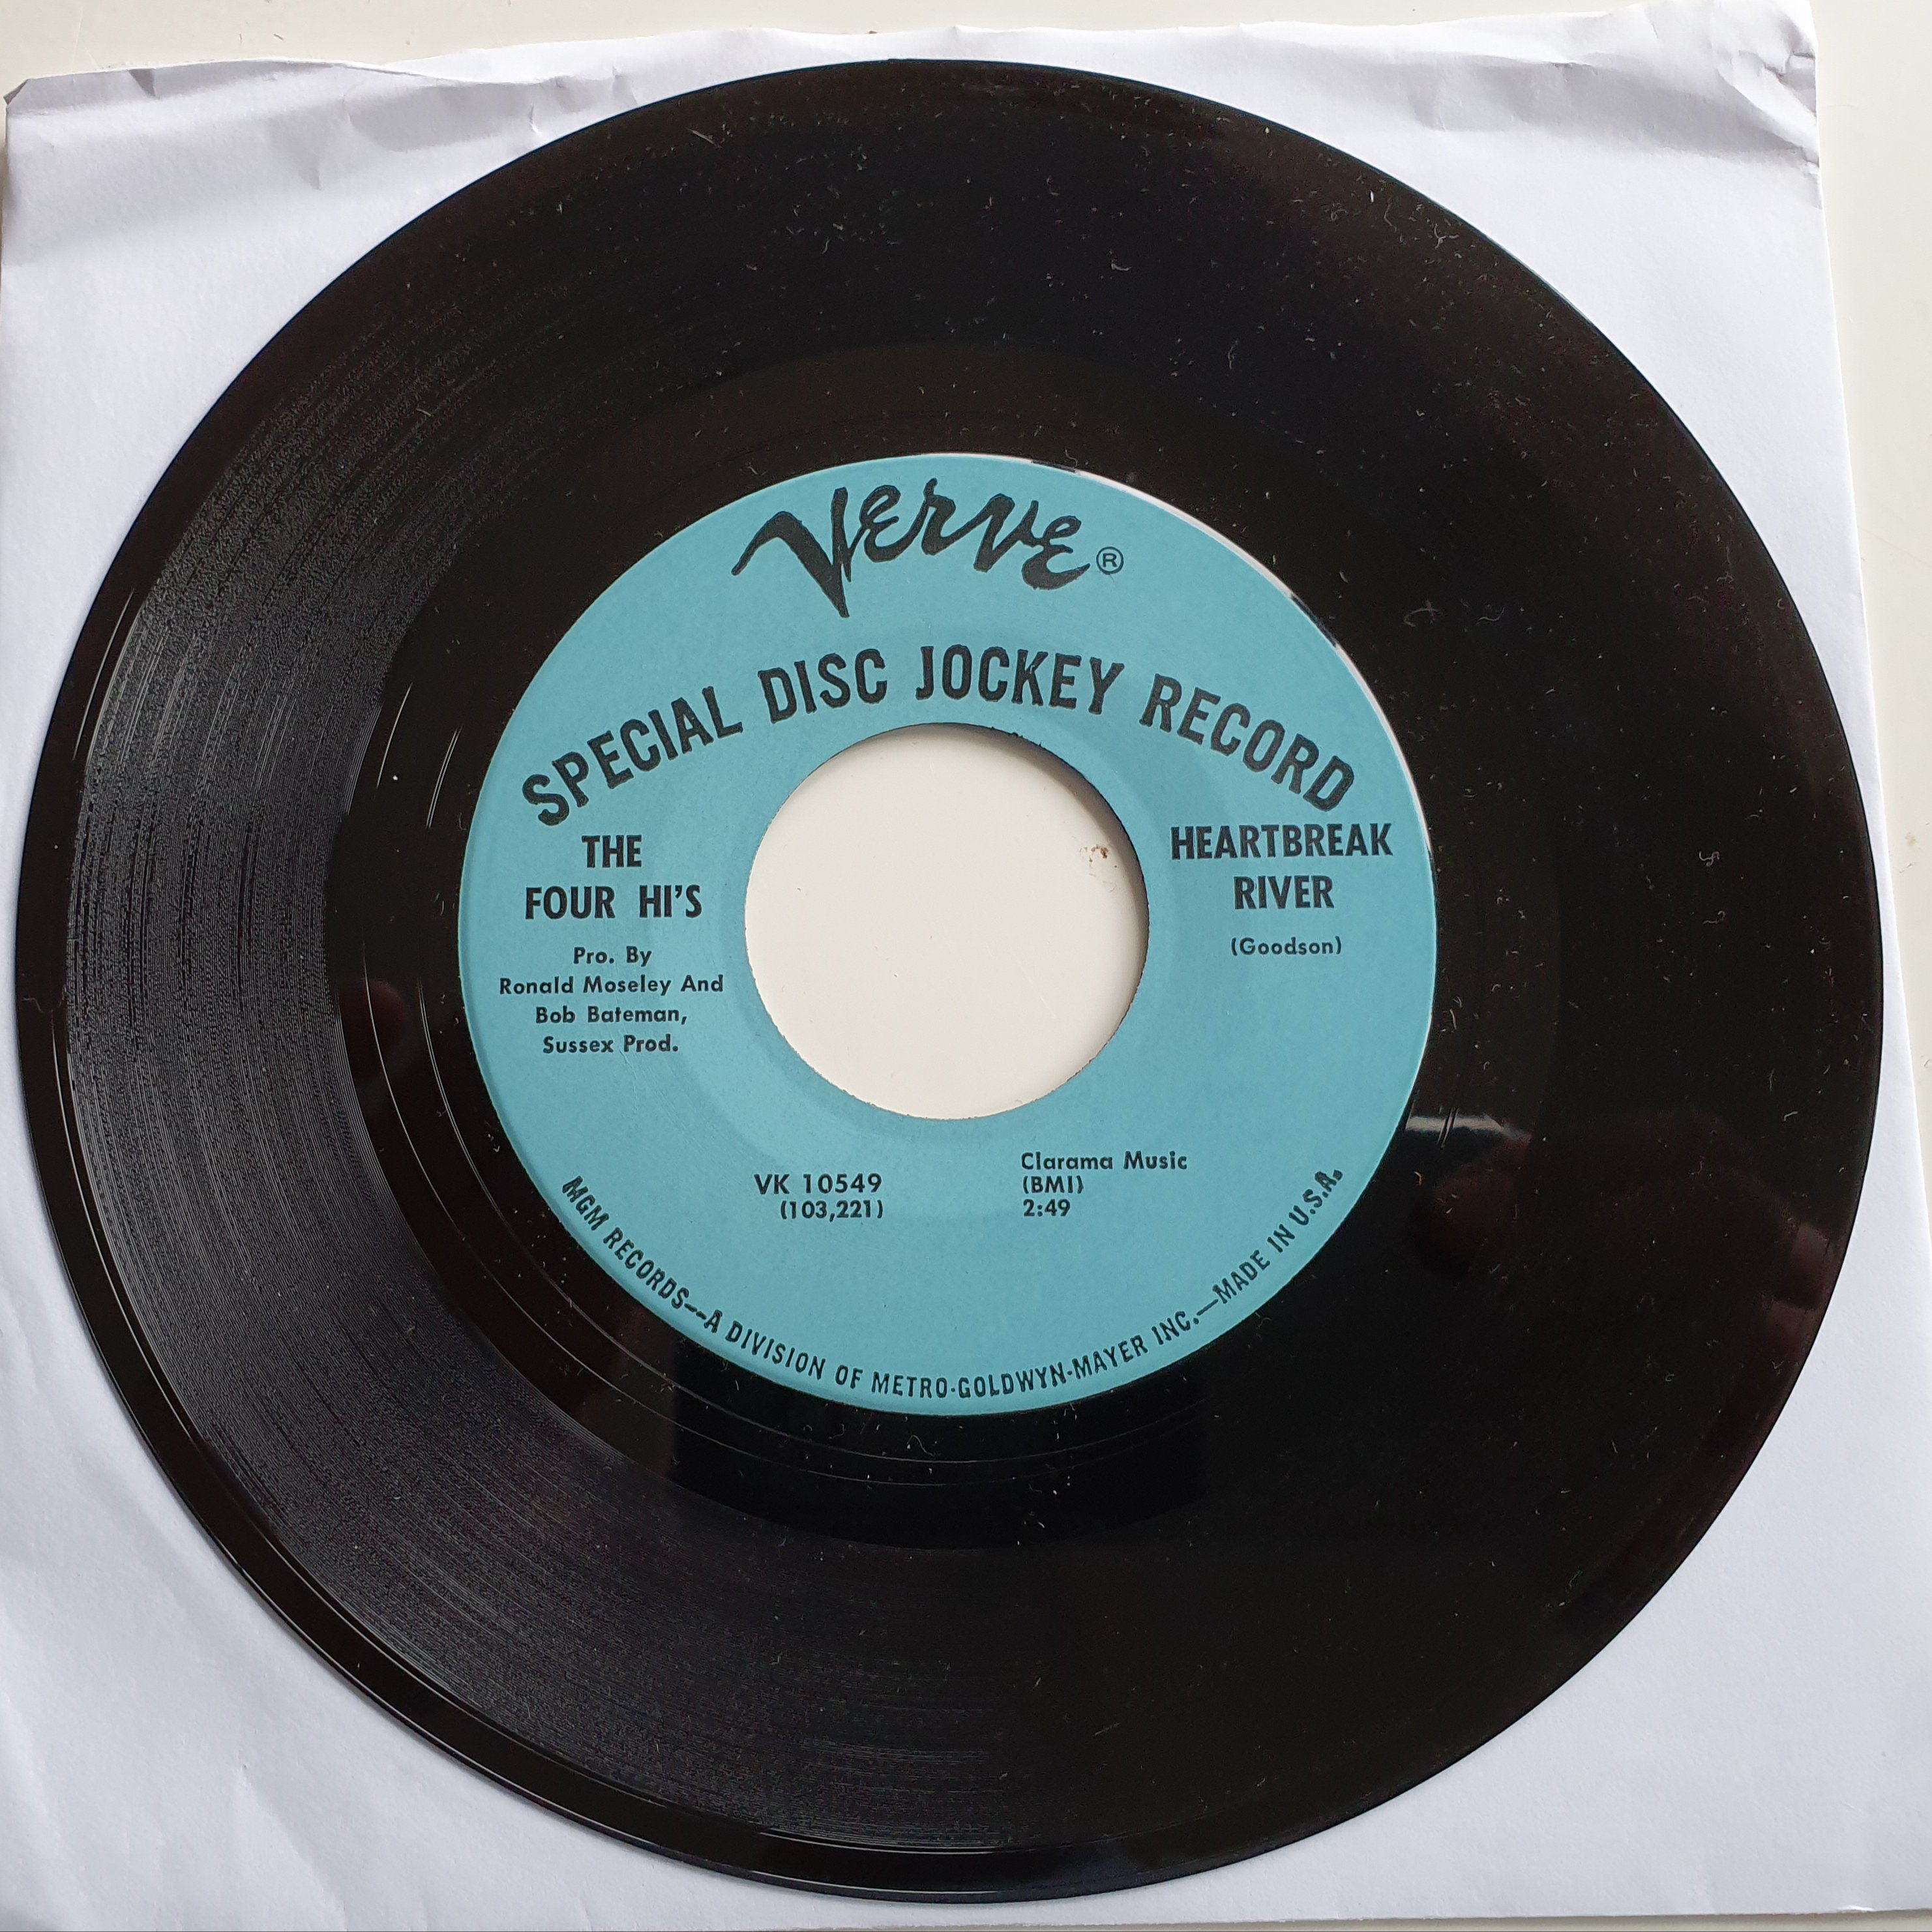 Verve®
SPECIAL DISC JOCKEY RECORD
THE
FOUR HI'S
Pro. By
Ronald Moseley And
Bob Bateman,
Sussex Prod.
HEARTBREAK
RIVER
(Goodson)
VK 10549
(103,221)
Clarama Music
(BMI)
2:49
MGM RECORDS--A DIVISION OF METRO-GOLDWYN-MAYER INC.—MADE IN U.S.A.